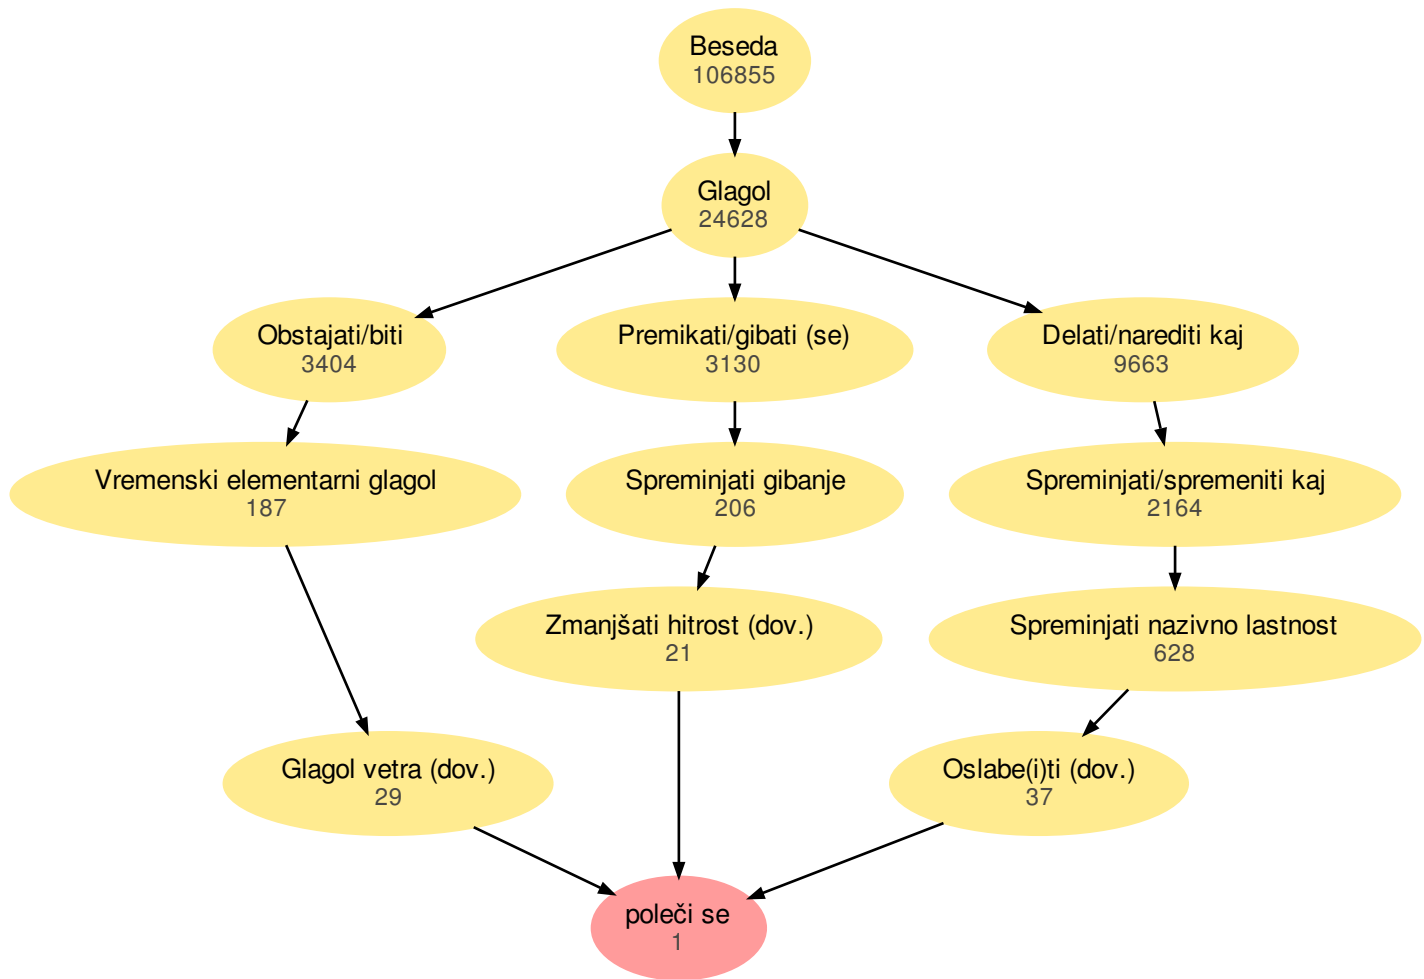 Beseda
106855
Glagol
24628
Obstajati/biti
3404
Premikati/gibati (se)
3130
Delati/narediti kaj
9663
Vremenski elementarni glagol
187
Spreminjati gibanje
206
Spreminjati/spremeniti kaj
2164
Zmanjšati hitrost (dov.)
21
Spreminjati nazivno lastnost
628
Glagol vetra (dov.)
29
Oslabe(i)ti (dov.)
37
poleči se
1